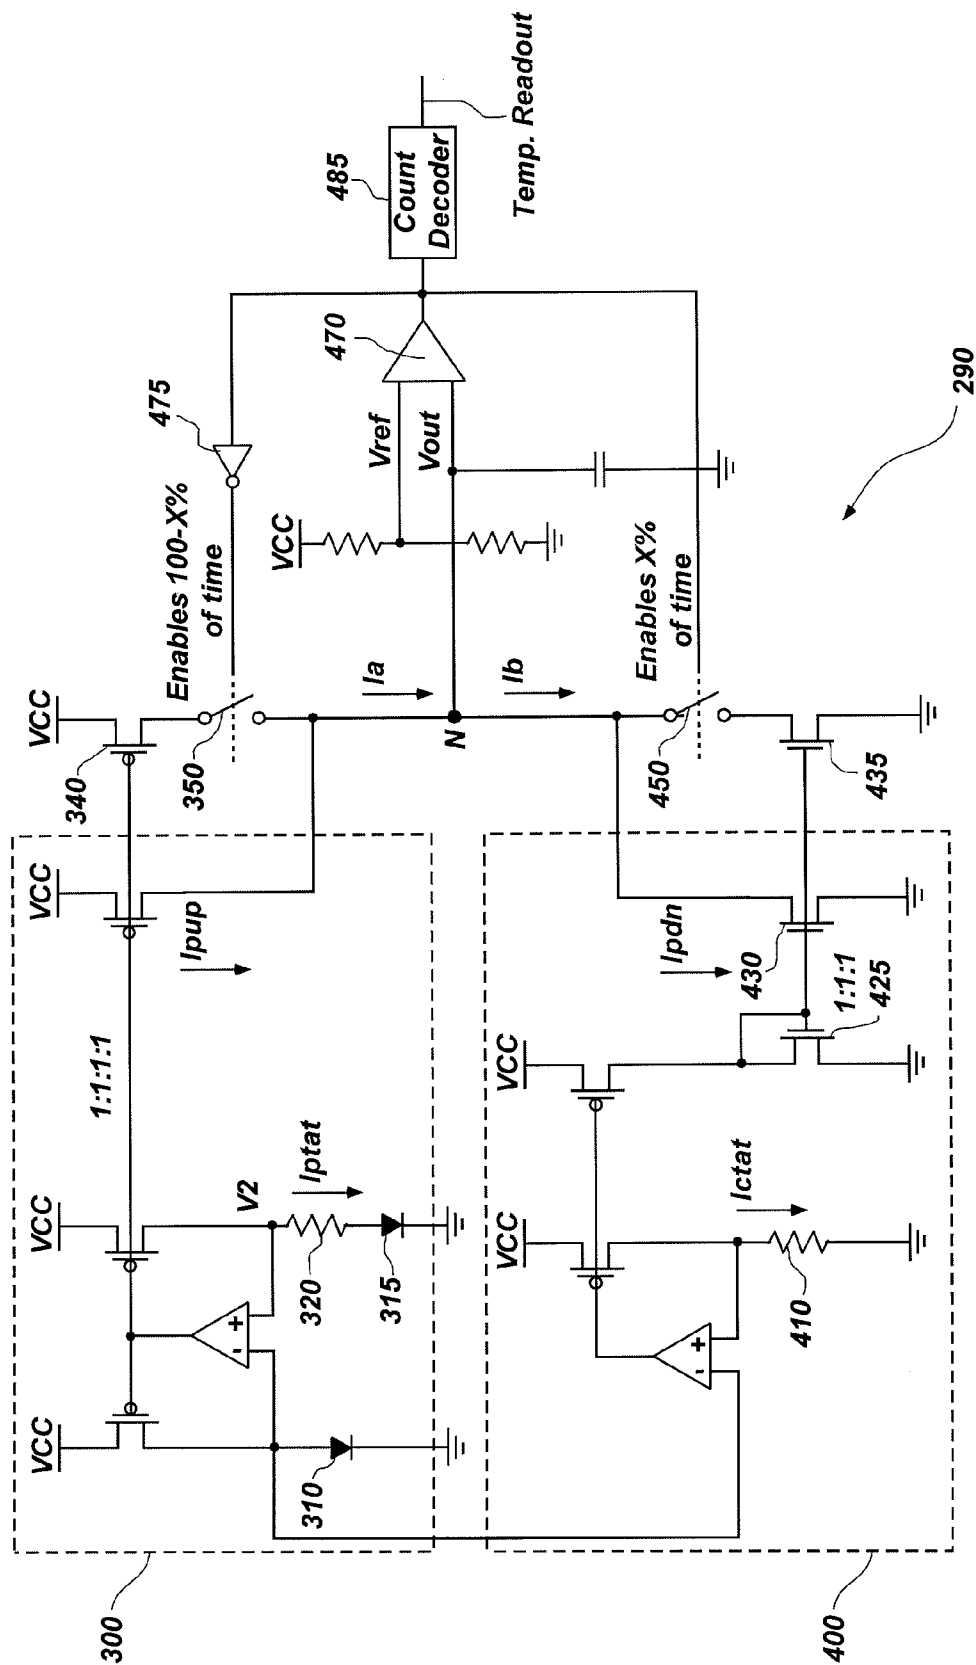 300
VCC
VCC
VCC
VCC
1:1:1:1
340
Ipup
V2
Iptat
310
320
315
Enables 100-X%
of time
350
475
Ia
N
Ib
VCC
Vref
Vout
470
485
Count
Decoder
Temp. Readout
Enables X%
of time
450
435
400
VCC
VCC
Ictat
410
Ipdn
430
1:1:1
425
290
+
-
+
-